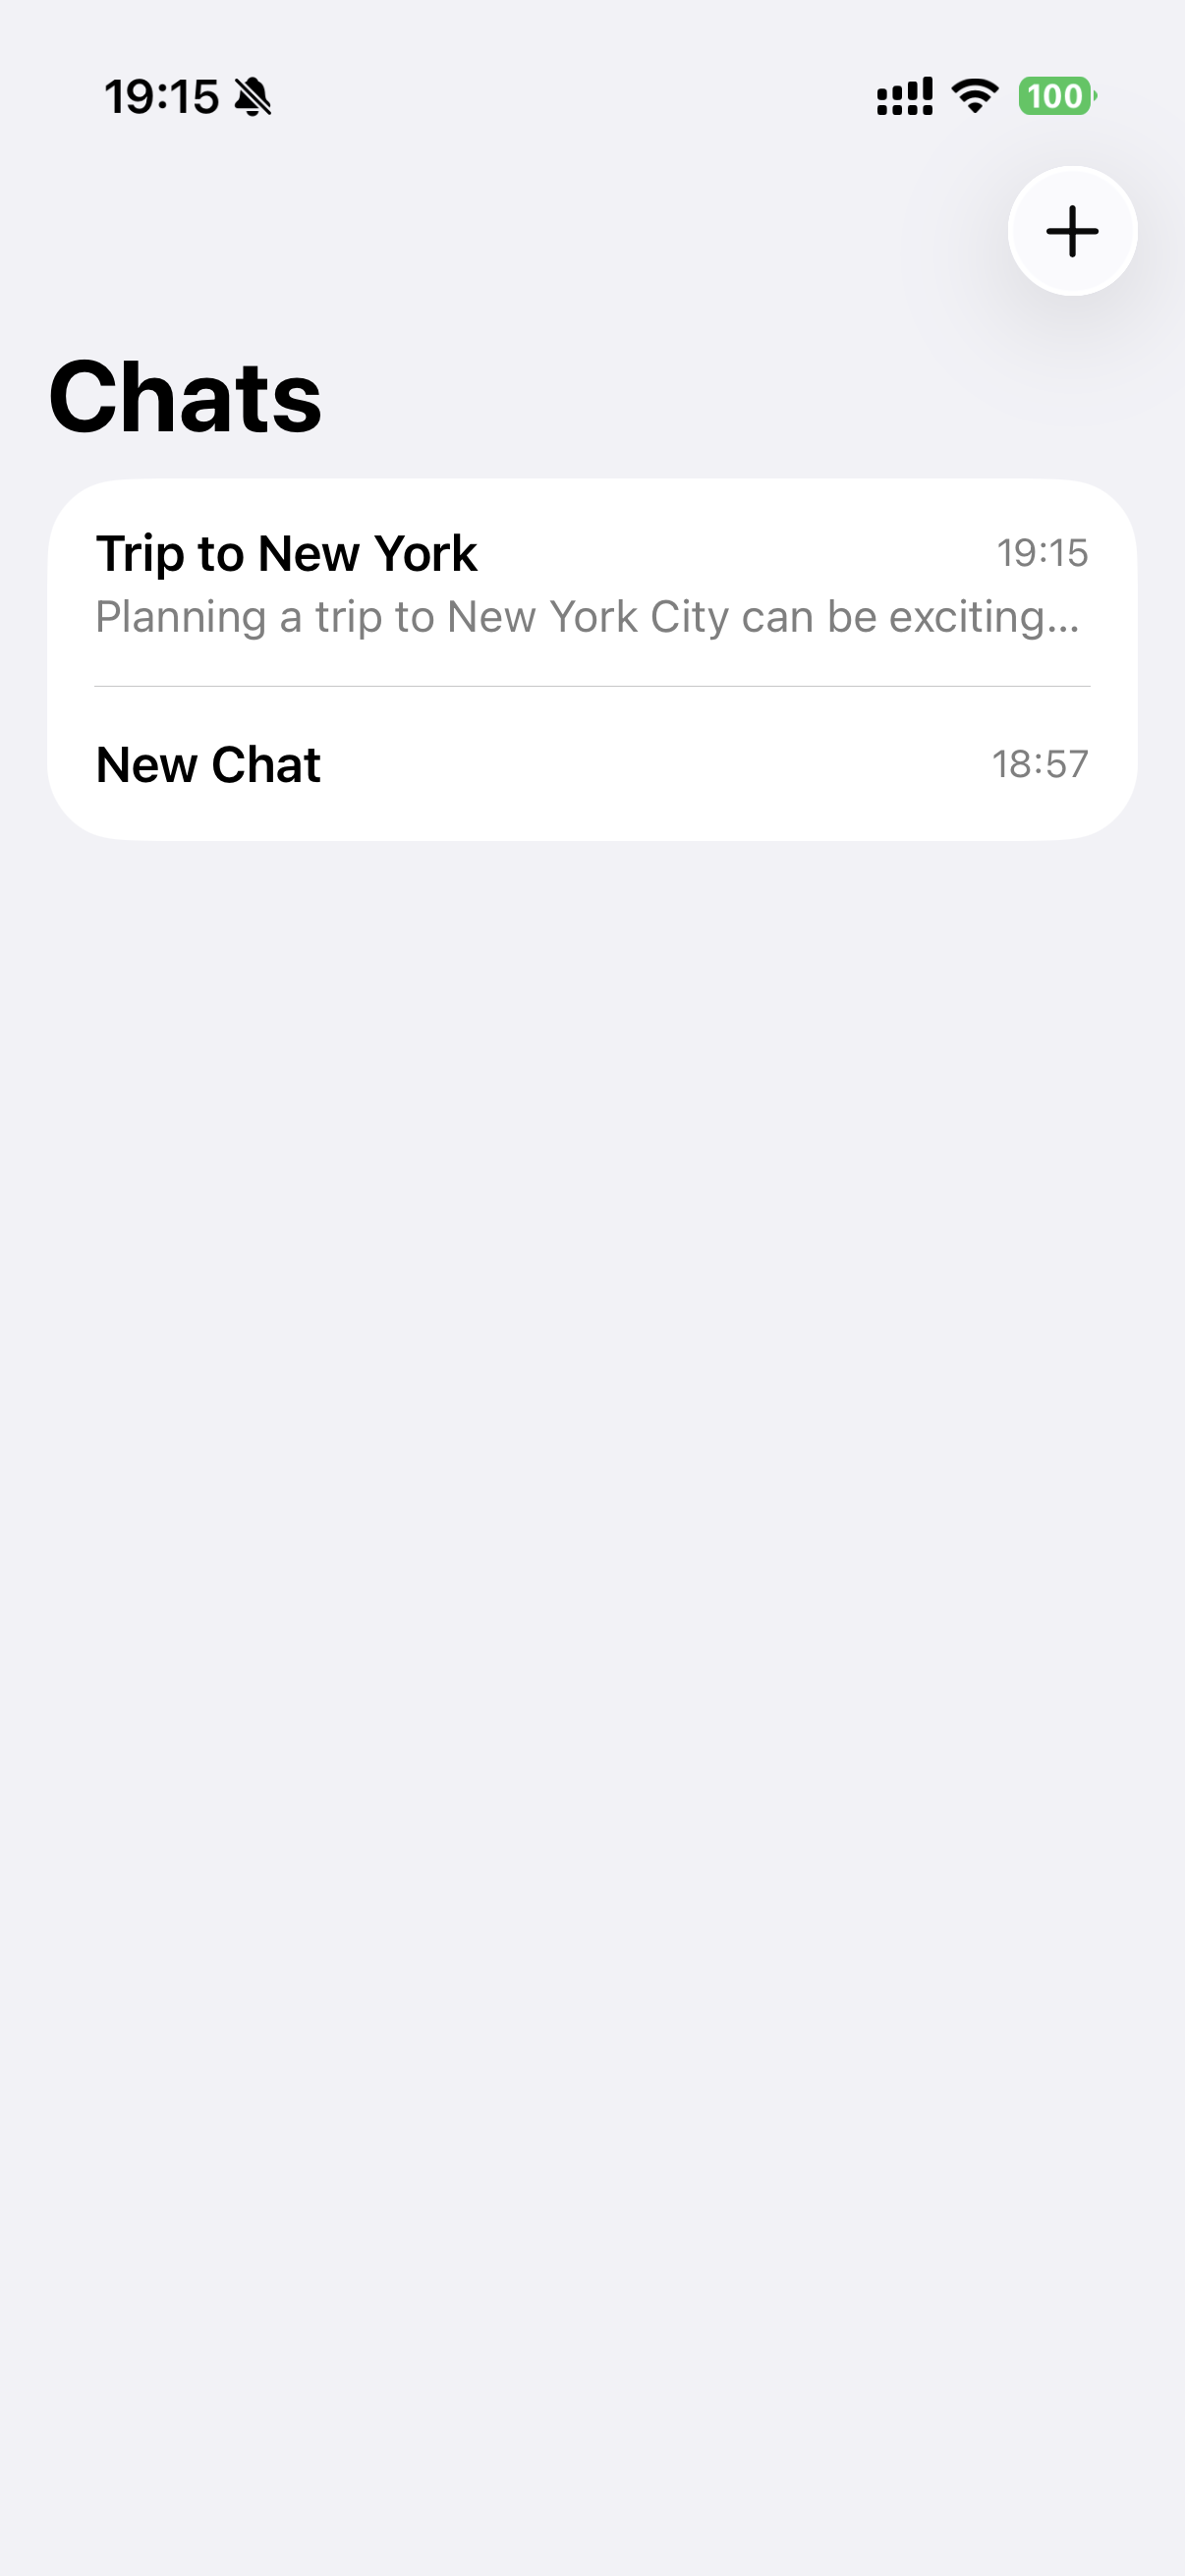 19:15
100
Chats
Trip to New York 19:15
Planning a trip to New York City can be exciting...
New Chat 18:57